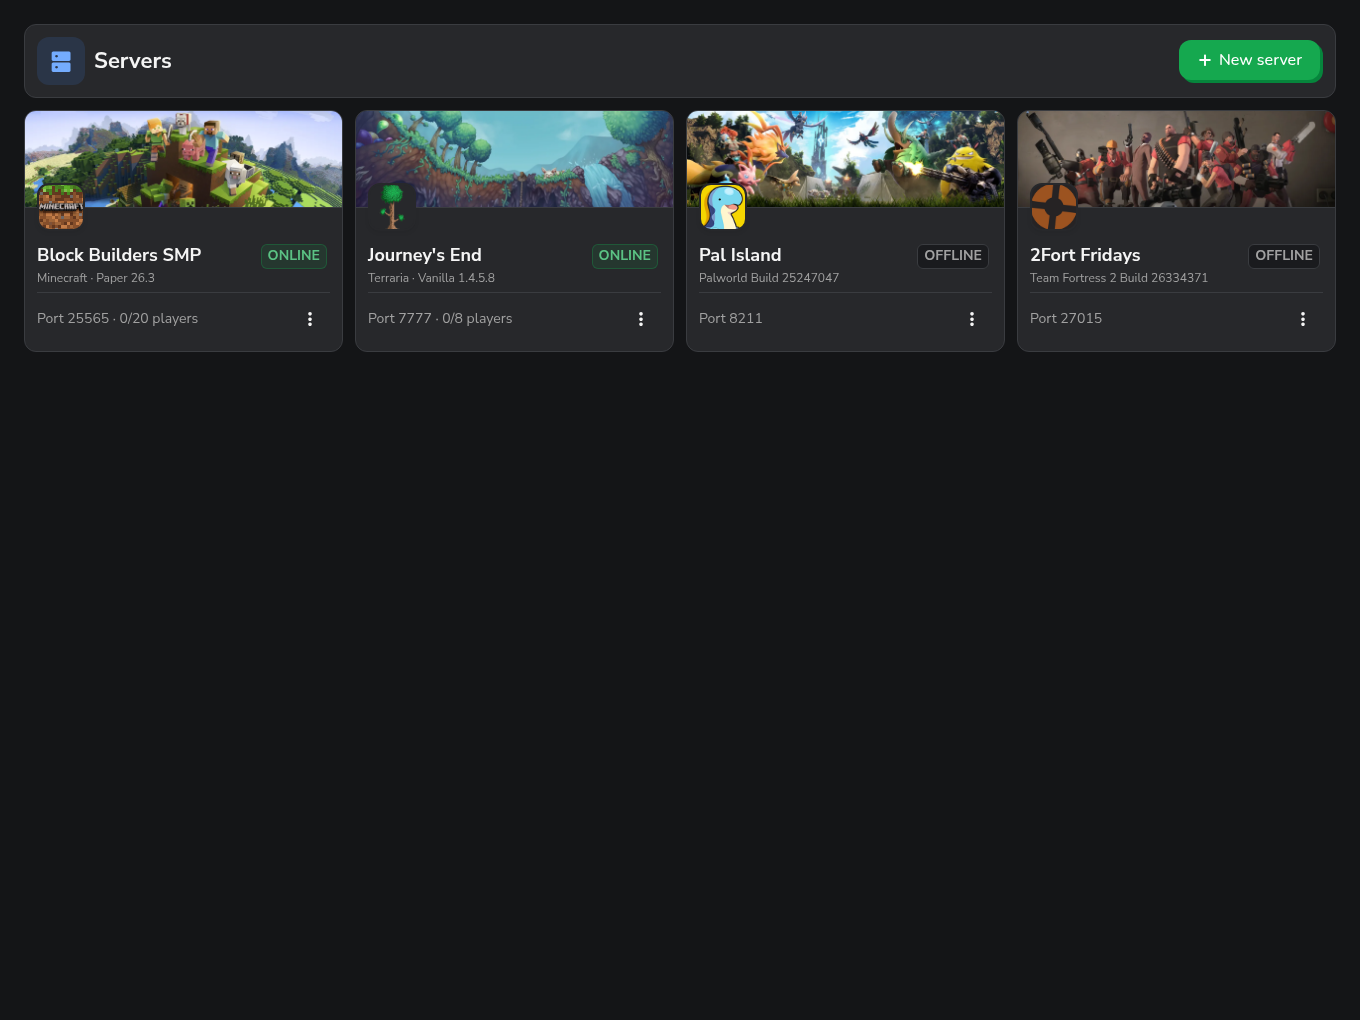 Servers
+ New server
MINECRAFT
Block Builders SMP
ONLINE
Minecraft · Paper 26.3
Port 25565 · 0/20 players
Journey's End
ONLINE
Terraria · Vanilla 1.4.5.8
Port 7777 · 0/8 players
Pal Island
OFFLINE
Palworld Build 25247047
Port 8211
2Fort Fridays
OFFLINE
Team Fortress 2 Build 26334371
Port 27015